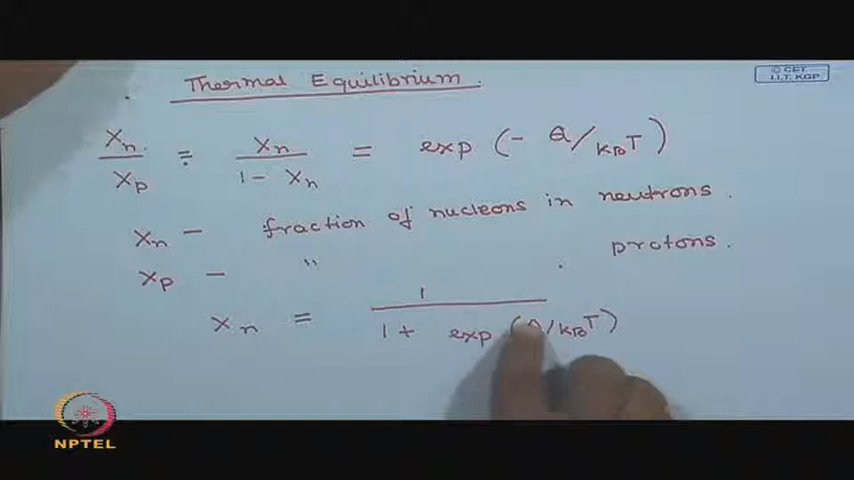 Thermal Equilibrium
© CET
I.I.T. KGP
Xn / Xp = Xn / 1 - Xn = exp (- Q/kBT)
Xn - fraction of nucleons in neutrons.
Xp - " protons.
Xn = 1 / 1 + exp (Q/kBT)
NPTEL